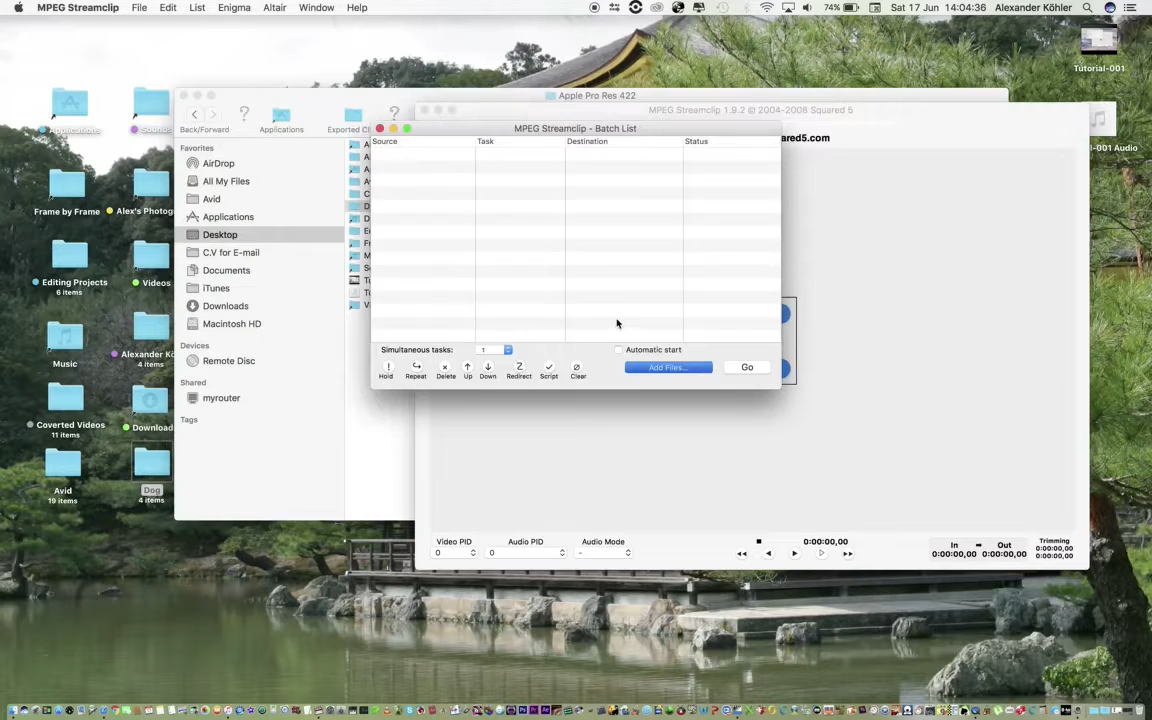 MPEG Streamclip File Edit List Enigma Altair Window Help
74% Sat 17 Jun 14:04:36 Alexander Köhler
Tutorial-001
Apple Pro Res 422
MPEG Streamclip 1.9.2 © 2004-2008 Squared 5
Back/Forward Applications
MPEG Streamclip - Batch List
Source Task Destination Status
Applications
Favorites
AirDrop
All My Files
Avid
Applications
Desktop
C.V for E-mail
Documents
iTunes
Downloads
Macintosh HD
Devices
Remote Disc
Shared
myrouter
Tags
Frame by Frame
Editing Projects
6 items
Videos
Music
4 items
Coverted Videos
11 items
Avid
19 items
Dog
4 items
Simultaneous tasks: 1 Automatic start
Add Files... Go
Hold Repeat Delete Up Down Redirect Script Clear
Video PID Audio PID Audio Mode
0 0 -
0:00:00,00
In Out Trimming
0:00:00,00 0:00:00,00 0:00:00,00
0:00:00,00